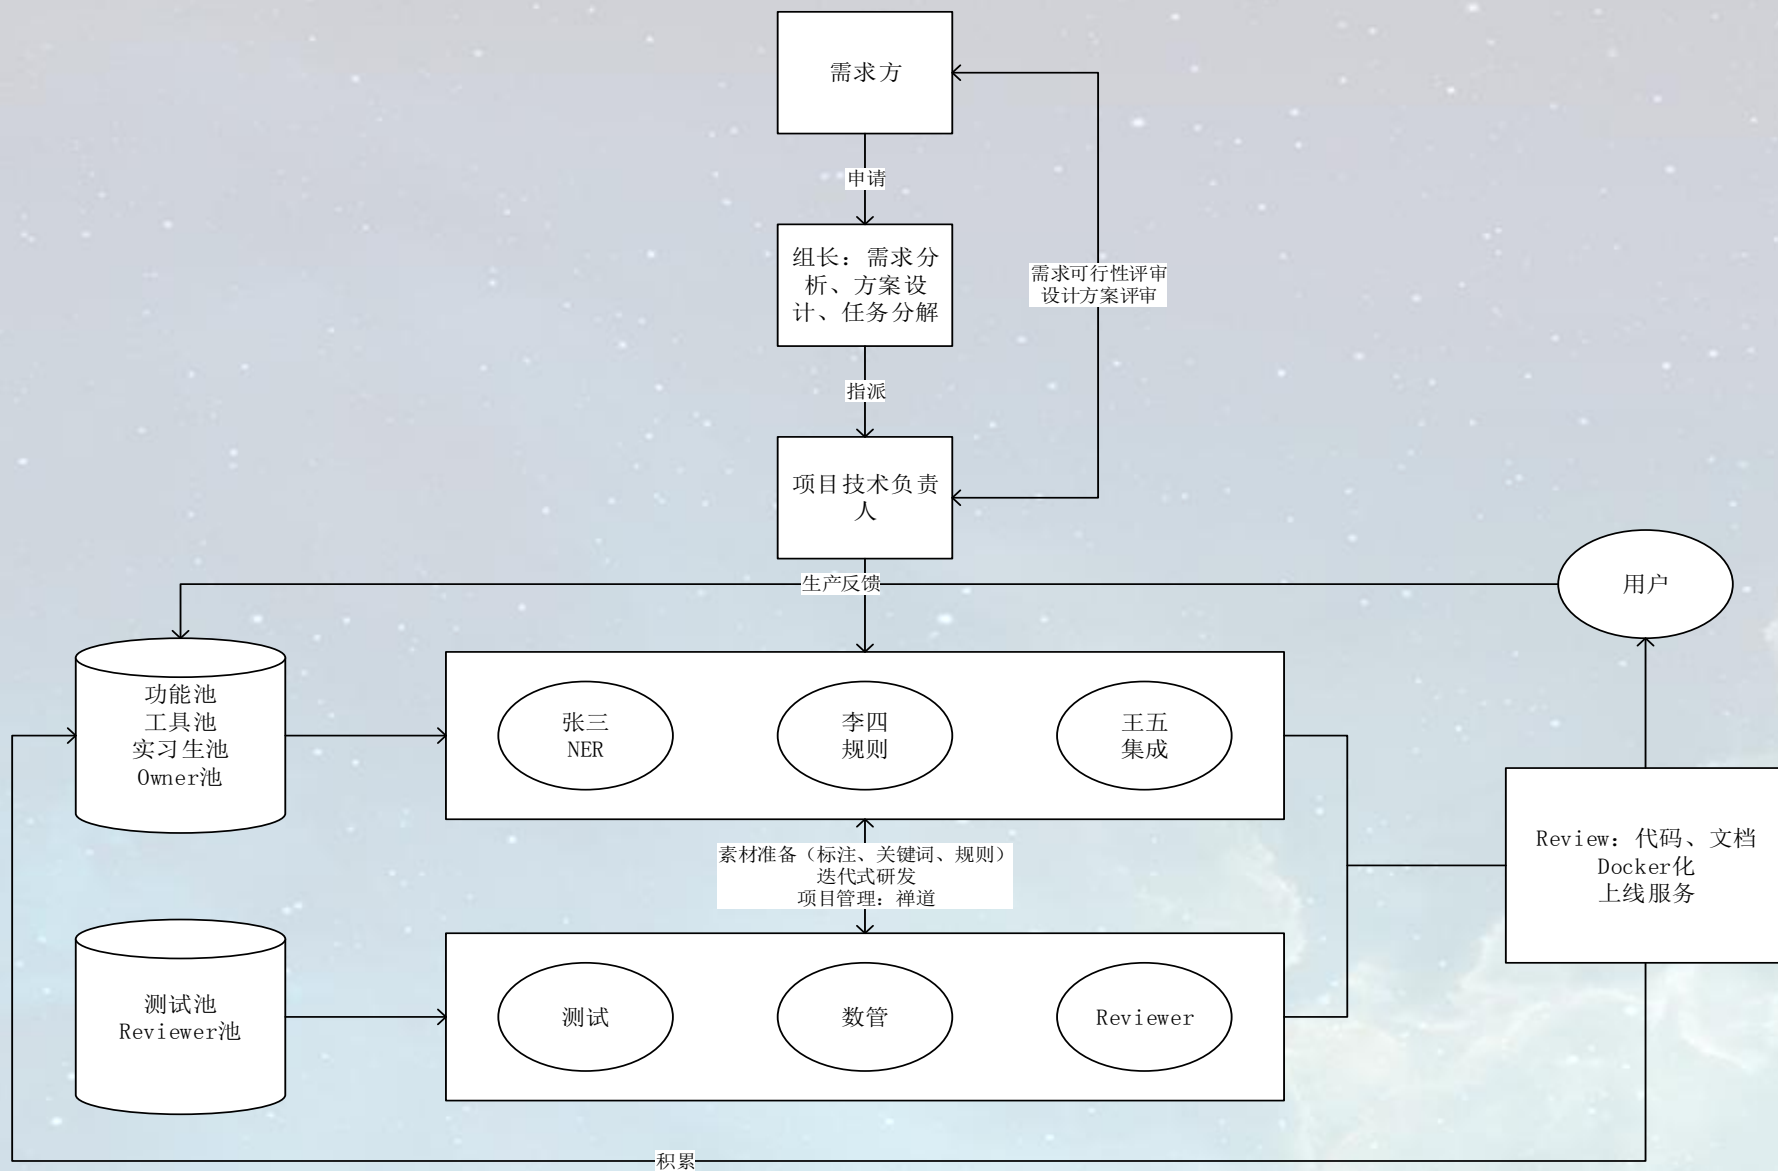 需求方
申请
组长：需求分
析、方案设
计、任务分解
需求可行性评审
设计方案评审
指派
项目技术负责
人
生产反馈
用户
功能池
工具池
实习生池
Owner池
张三
NER
李四
规则
王五
集成
素材准备（标注、关键词、规则）
迭代式研发
项目管理：禅道
Review：代码、文档
Docker化
上线服务
测试池
Reviewer池
测试
数管
Reviewer
积累